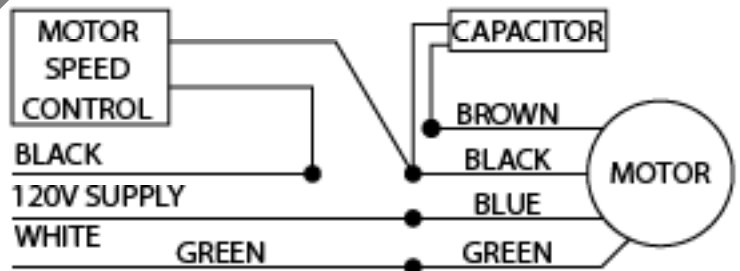 MOTOR
SPEED
CONTROL
CAPACITOR
BROWN
BLACK
BLACK
MOTOR
120V SUPPLY
BLUE
WHITE
GREEN
GREEN